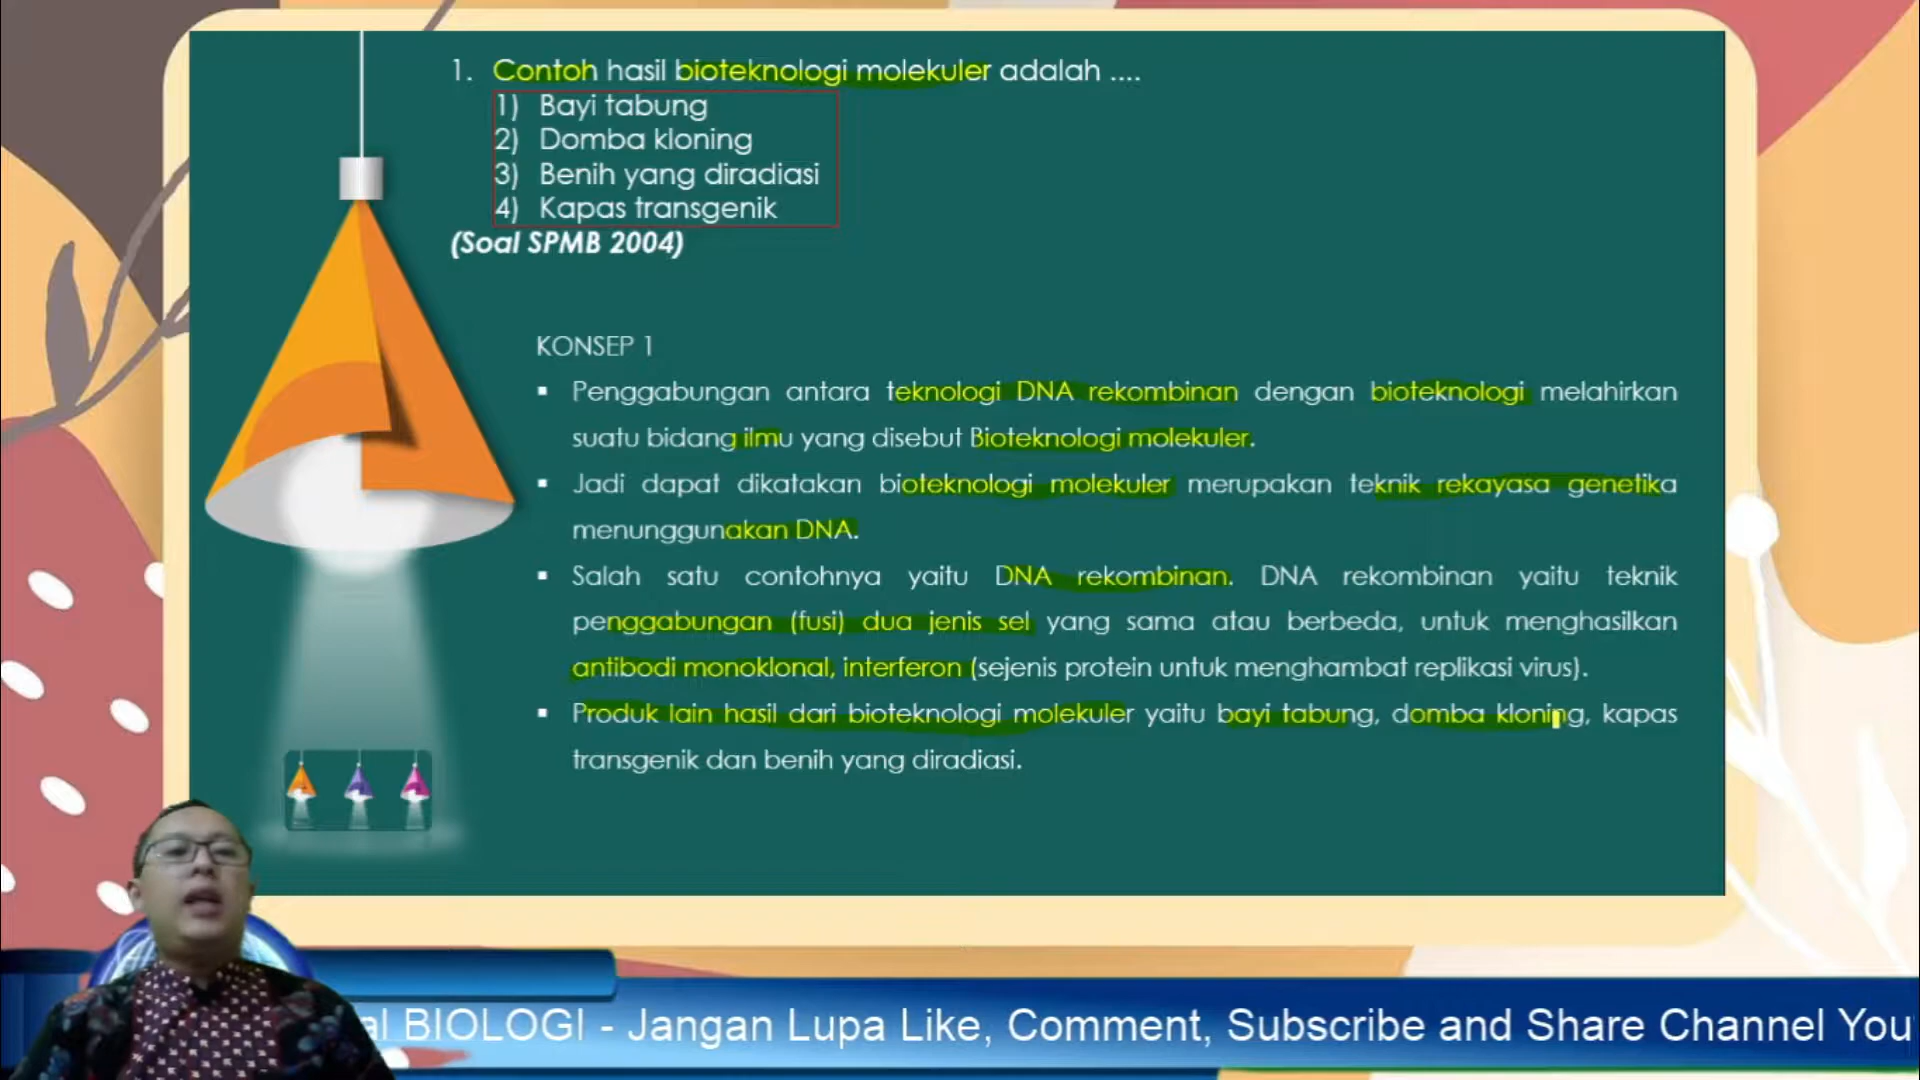 1. Contoh hasil bioteknologi molekuler adalah ....
1) Bayi tabung
2) Domba kloning
3) Benih yang diradiasi
4) Kapas transgenik
(Soal SPMB 2004)
KONSEP 1
▪ Penggabungan antara teknologi DNA rekombinan dengan bioteknologi melahirkan
suatu bidang ilmu yang disebut Bioteknologi molekuler.
▪ Jadi dapat dikatakan bioteknologi molekuler merupakan teknik rekayasa genetika
menunggunakan DNA.
▪ Salah satu contohnya yaitu DNA rekombinan. DNA rekombinan yaitu teknik
penggabungan (fusi) dua jenis sel yang sama atau berbeda, untuk menghasilkan
antibodi monoklonal, interferon (sejenis protein untuk menghambat replikasi virus).
▪ Produk lain hasil dari bioteknologi molekuler yaitu bayi tabung, domba kloning, kapas
transgenik dan benih yang diradiasi.
al BIOLOGI - Jangan Lupa Like, Comment, Subscribe and Share Channel You